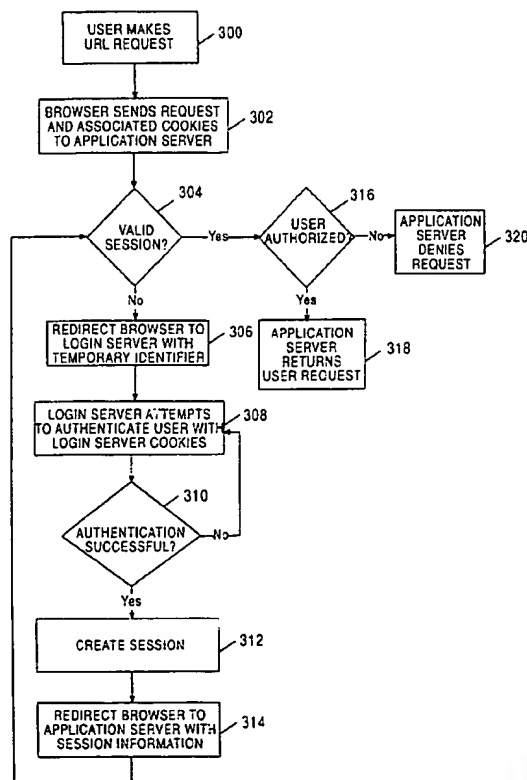 USER MAKES
URL REQUEST
300
BROWSER SENDS REQUEST
AND ASSOCIATED COOKIES
TO APPLICATION SERVER
302
304
VALID
SESSION?
Yes
316
USER
AUTHORIZED?
No
APPLICATION
SERVER
DENIES
REQUEST
320
No
Yes
REDIRECT BROWSER TO
LOGIN SERVER WITH
TEMPORARY IDENTIFIER
306
APPLICATION
SERVER
RETURNS
USER REQUEST
318
LOGIN SERVER ATTEMPTS
TO AUTHENTICATE USER WITH
LOGIN SERVER COOKIES
308
310
AUTHENTICATION
SUCCESSFUL?
No
Yes
CREATE SESSION
312
REDIRECT BROWSER TO
APPLICATION SERVER WITH
SESSION INFORMATION
314